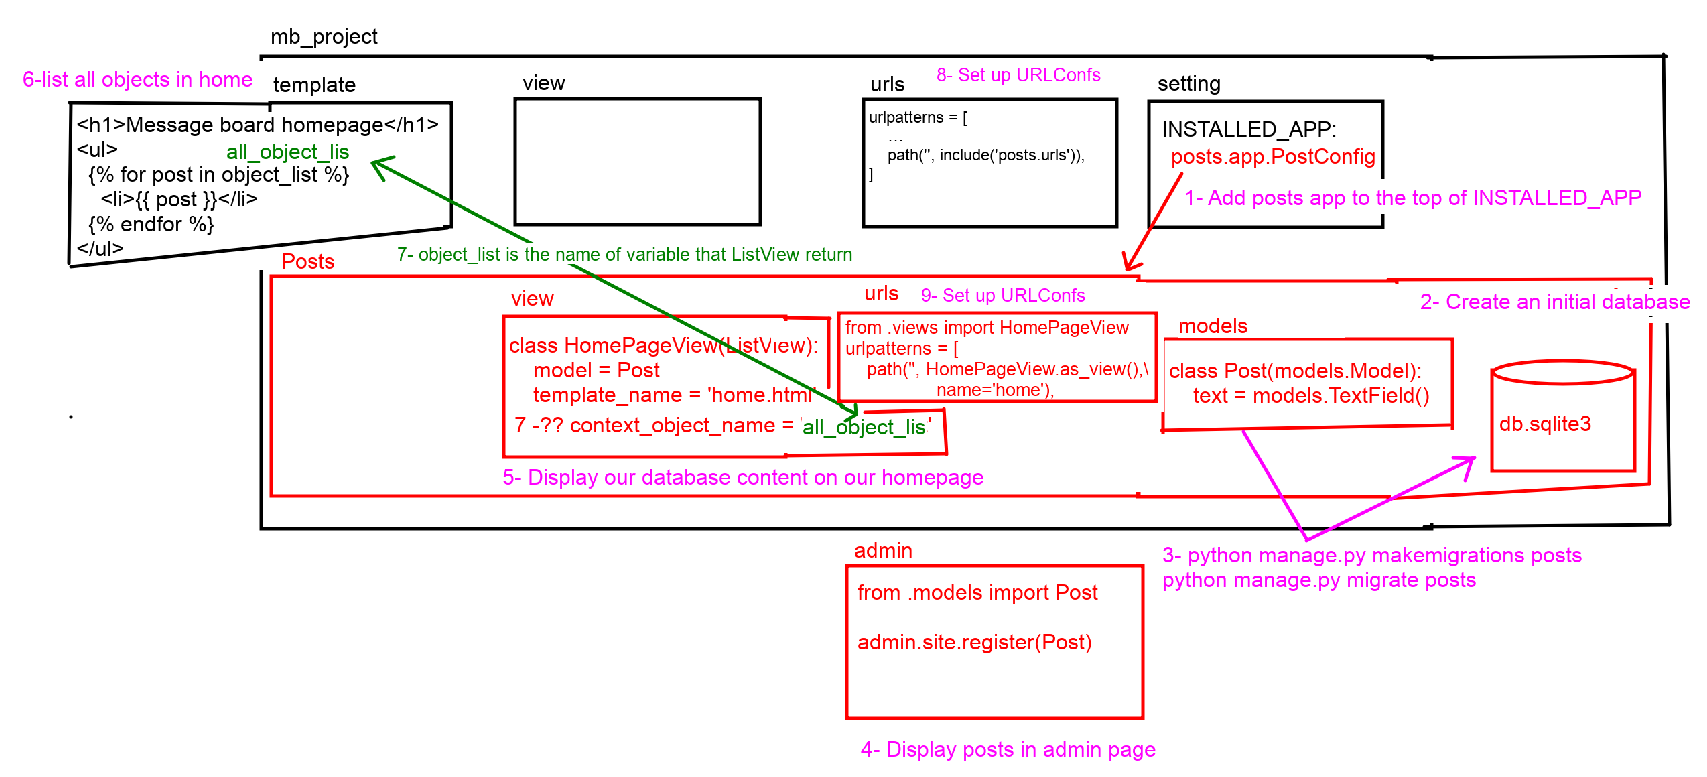 mb_project
6-list all objects in home
template
<h1>Message board homepage</h1>
<ul>
all_object_lis
{% for post in object_list %}
<li>{{ post }}</li>
{% endfor %}
</ul>
view
urls
8- Set up URLConfs
urlpatterns = [
...
path('', include('posts.urls')),
]
setting
INSTALLED_APP:
posts.app.PostConfig
1- Add posts app to the top of INSTALLED_APP
7- object_list is the name of variable that ListView return
Posts
view
class HomePageView(ListView):
model = Post
template_name = 'home.html'
7 -?? context_object_name = 'all_object_lis'
5- Display our database content on our homepage
urls
9- Set up URLConfs
from .views import HomePageView
urlpatterns = [
path('', HomePageView.as_view(),\
name='home'),
models
class Post(models.Model):
text = models.TextField()
2- Create an initial database
db.sqlite3
3- python manage.py makemigrations posts
python manage.py migrate posts
admin
from .models import Post
admin.site.register(Post)
4- Display posts in admin page